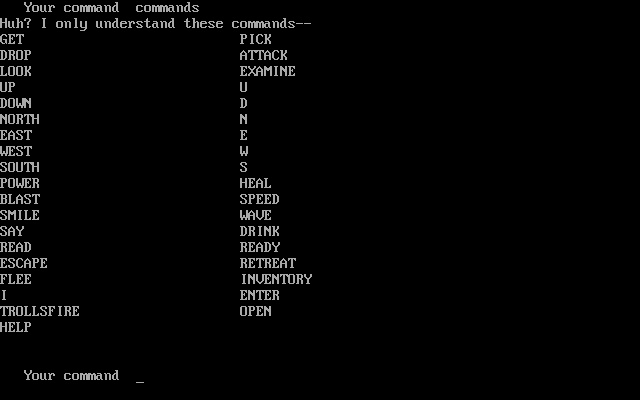 Your command  commands
Huh? I only understand these commands--
GET                           PICK
DROP                          ATTACK
LOOK                          EXAMINE
UP                            U
DOWN                          D
NORTH                         N
EAST                          E
WEST                          W
SOUTH                         S
POWER                         HEAL
BLAST                         SPEED
SMILE                         WAVE
SAY                           DRINK
READ                          READY
ESCAPE                        RETREAT
FLEE                          INVENTORY
I                             ENTER
TROLLSFIRE                    OPEN
HELP
Your command  _